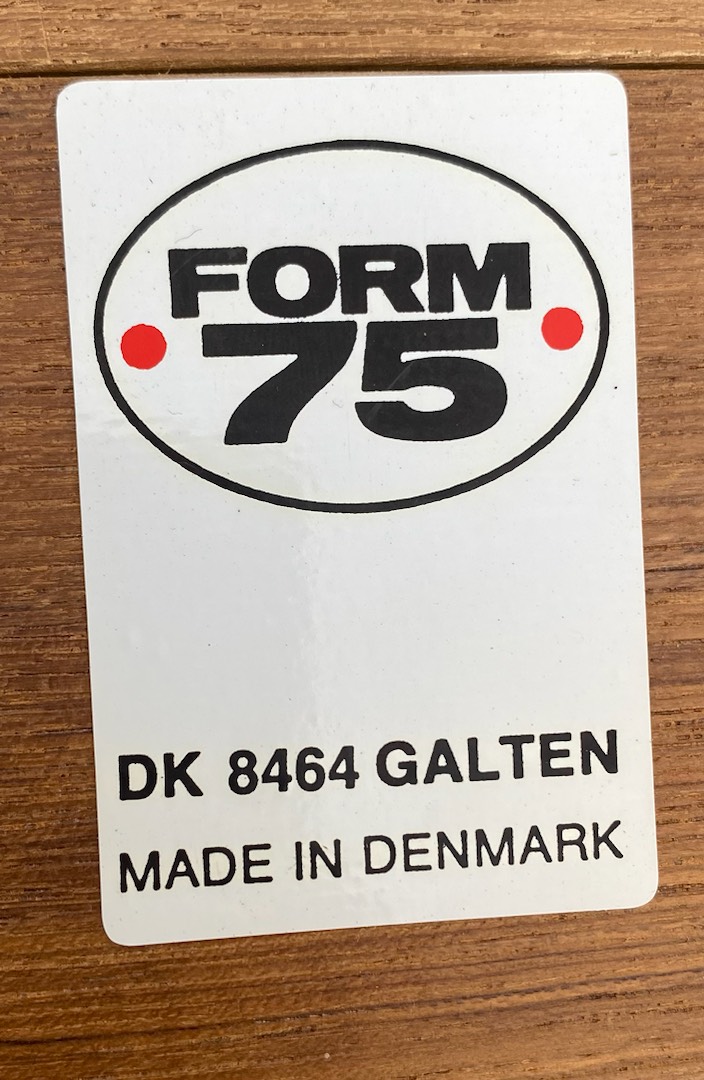 FORM
75
DK 8464 GALTEN
MADE IN DENMARK